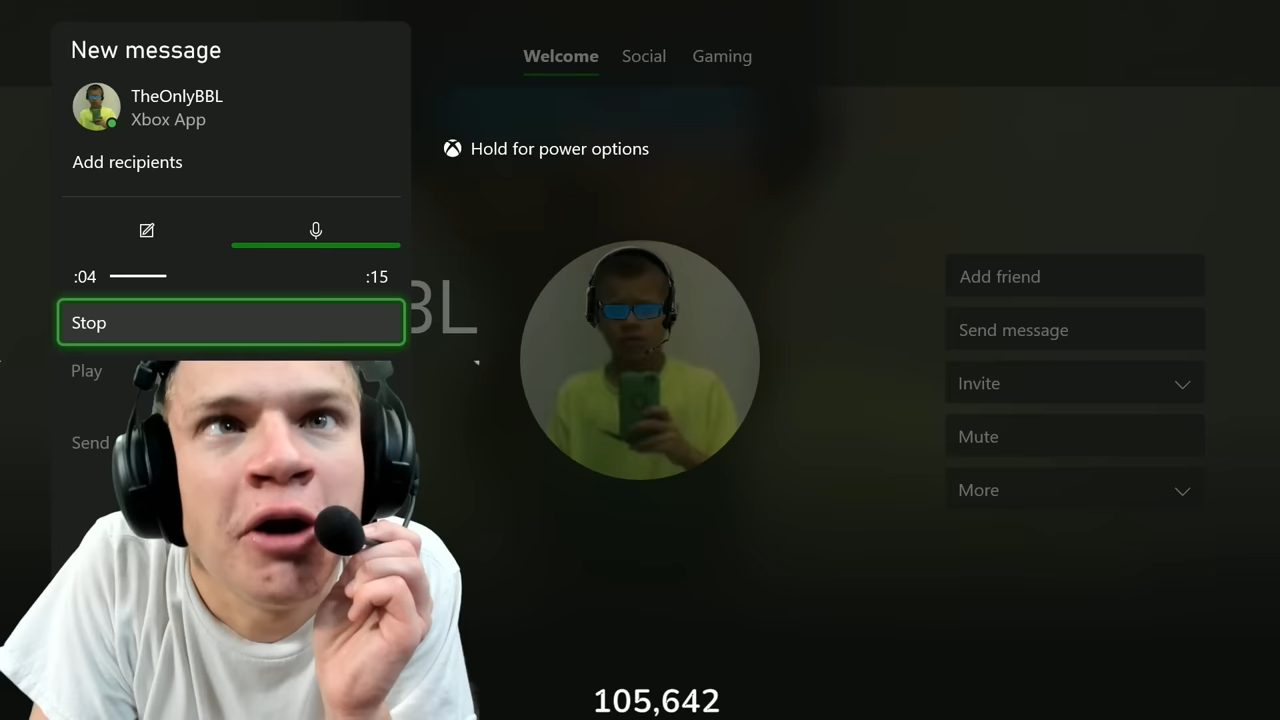 New message
TheOnlyBBL
Xbox App
Add recipients
:04
:15
Stop
Play
Send
Welcome
Social
Gaming
Hold for power options
BL
Add friend
Send message
Invite
Mute
More
105,642